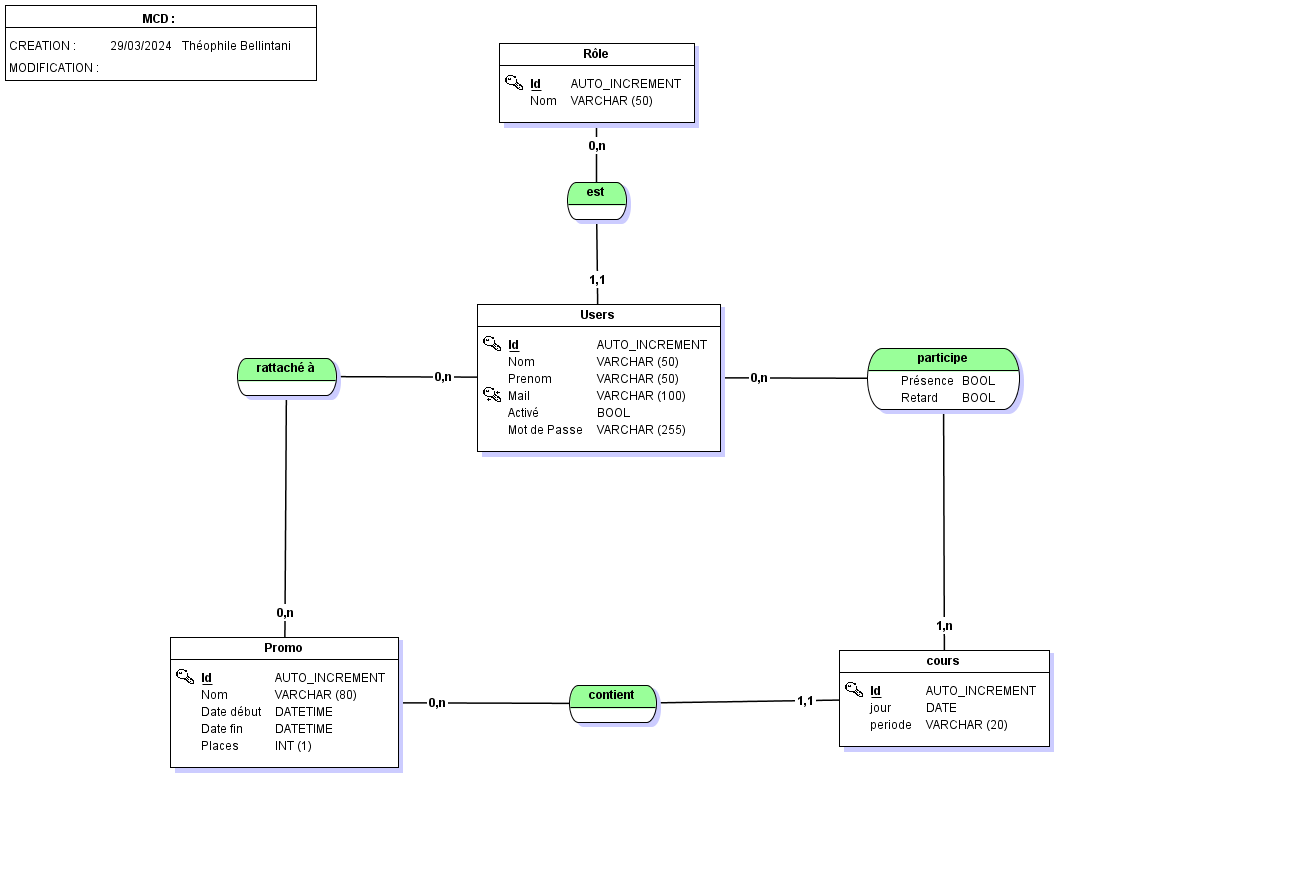 MCD :
CREATION : 29/03/2024 Théophile Bellintani
MODIFICATION :
Rôle
Id AUTO_INCREMENT
Nom VARCHAR (50)
0,n
est
1,1
Users
Id AUTO_INCREMENT
Nom VARCHAR (50)
Prenom VARCHAR (50)
Mail VARCHAR (100)
Activé BOOL
Mot de Passe VARCHAR (255)
rattaché à
0,n
0,n
participe
Présence BOOL
Retard BOOL
0,n
1,n
Promo
Id AUTO_INCREMENT
Nom VARCHAR (80)
Date début DATETIME
Date fin DATETIME
Places INT (1)
0,n
contient
1,1
cours
Id AUTO_INCREMENT
jour DATE
periode VARCHAR (20)